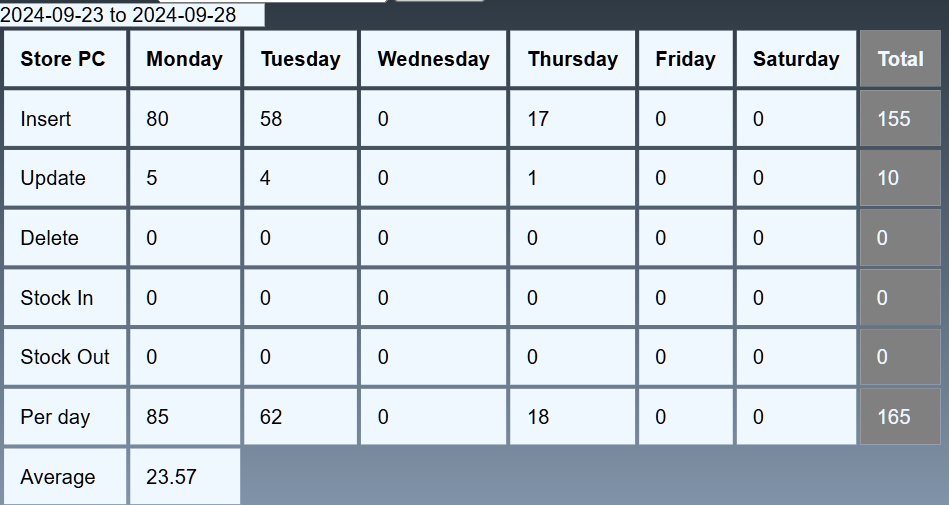 2024-09-23 to 2024-09-28
Store PC Monday Tuesday Wednesday Thursday Friday Saturday Total
Insert 80 58 0 17 0 0 155
Update 5 4 0 1 0 0 10
Delete 0 0 0 0 0 0 0
Stock In 0 0 0 0 0 0 0
Stock Out 0 0 0 0 0 0 0
Per day 85 62 0 18 0 0 165
Average 23.57